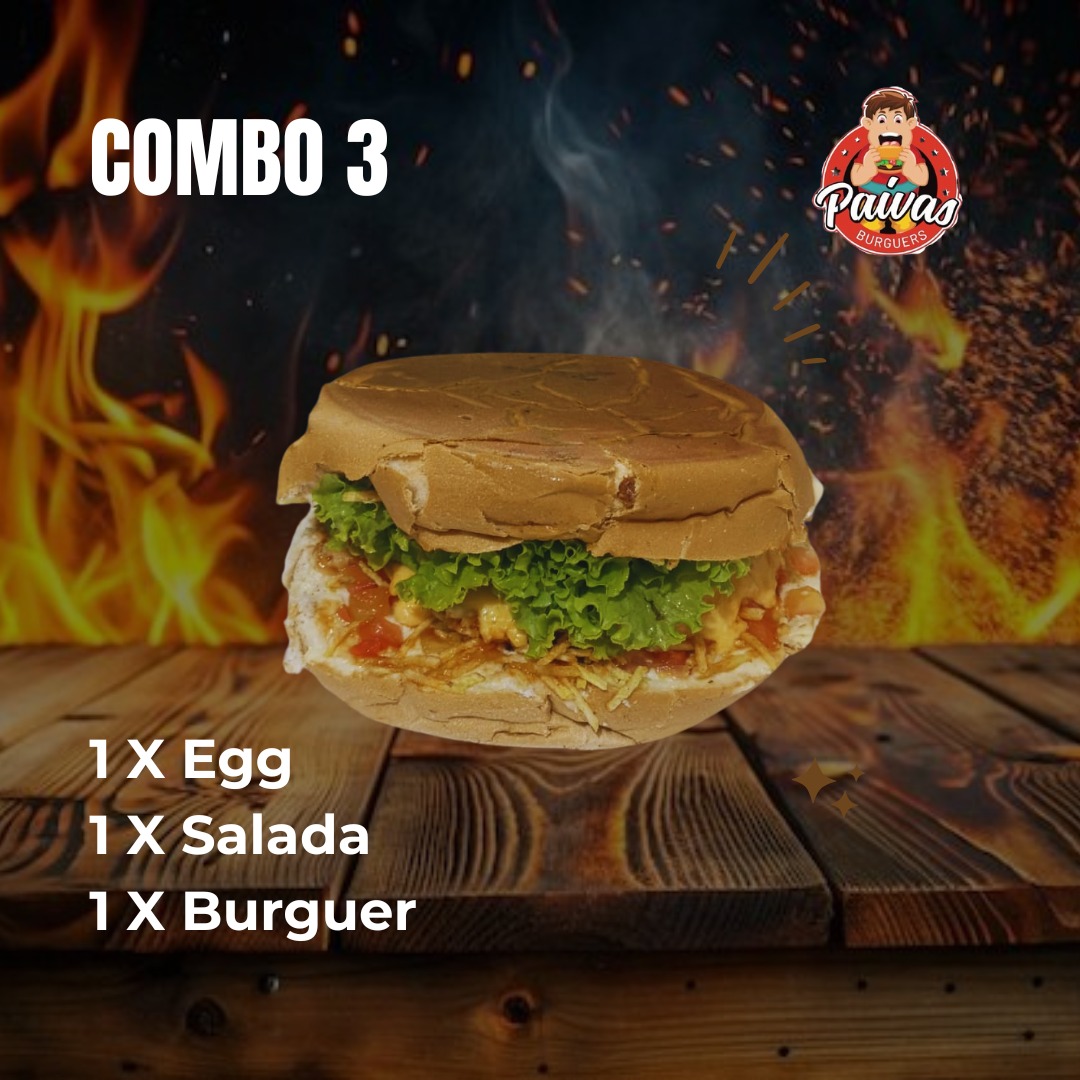 COMBO 3
Paivas
BURGUERS
1 X Egg
1 X Salada
1 X Burguer